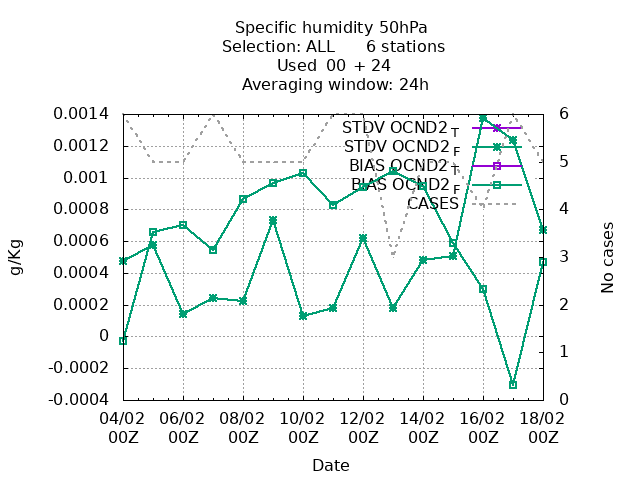 Specific humidity 50hPa
Selection: ALL 6 stations
Used 00 + 24
Averaging window: 24h
0.0014
0.0012
0.001
0.0008
0.0006
0.0004
0.0002
0
-0.0002
-0.0004
g/Kg
STDV OCND2 T
STDV OCND2 F
BIAS OCND2 T
BIAS OCND2 F
CASES
6
5
4
3
2
1
0
No cases
04/02 06/02 08/02 10/02 12/02 14/02 16/02 18/02
00Z 00Z 00Z 00Z 00Z 00Z 00Z 00Z
Date